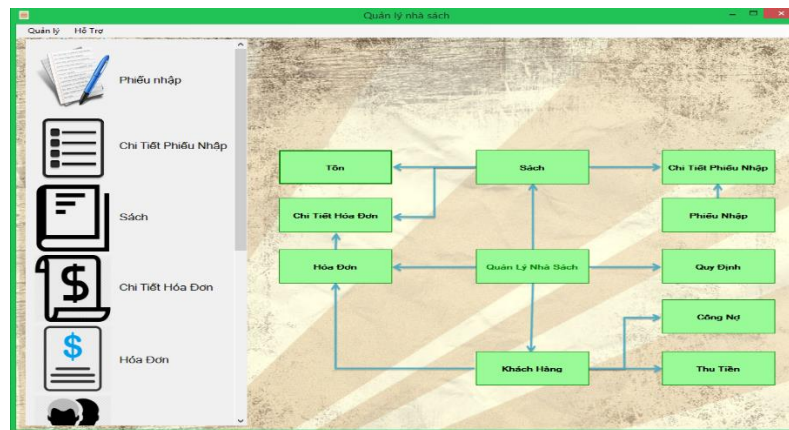 Quản lý nhà sách
Quản lý Hỗ Trợ
Phiếu nhập
Chi Tiết Phiếu Nhập
Sách
Chi Tiết Hóa Đơn
Hóa Đơn
Tồn
Sách
Chi Tiết Phiếu Nhập
Chi Tiết Hóa Đơn
Phiếu Nhập
Hóa Đơn
Quản Lý Nhà Sách
Quy Định
Công Nợ
Khách Hàng
Thu Tiền